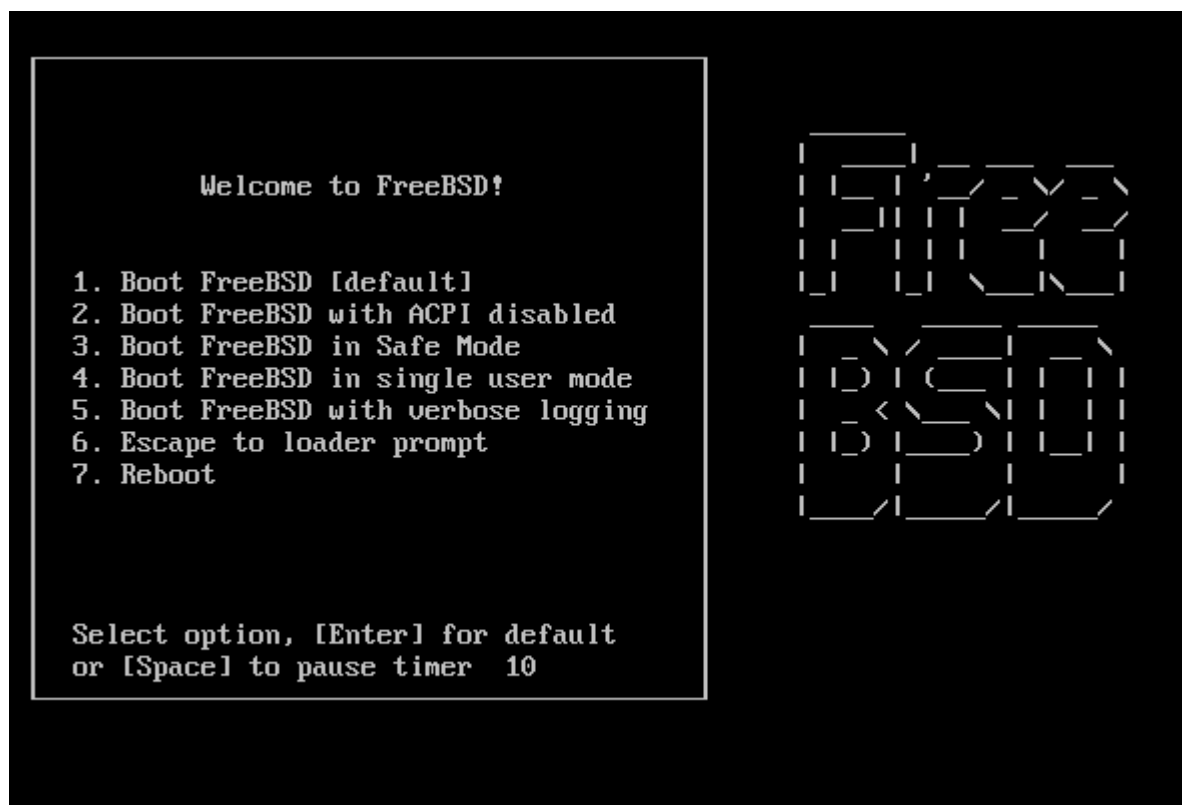 Welcome to FreeBSD!
1. Boot FreeBSD [default]
2. Boot FreeBSD with ACPI disabled
3. Boot FreeBSD in Safe Mode
4. Boot FreeBSD in single user mode
5. Boot FreeBSD with verbose logging
6. Escape to loader prompt
7. Reboot
Select option, [Enter] for default
or [Space] to pause timer  10
Free
BSD